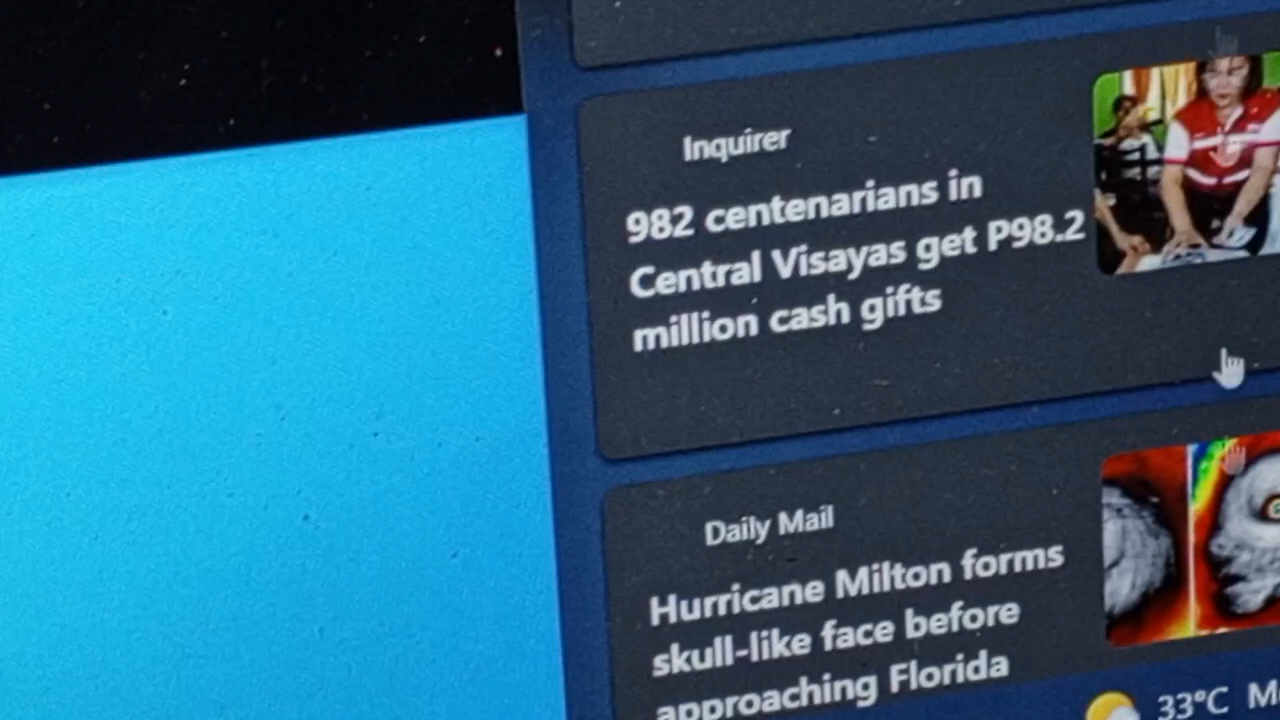 Inquirer
982 centenarians in
Central Visayas get P98.2
million cash gifts
Daily Mail
Hurricane Milton forms
skull-like face before
approaching Florida
33°C